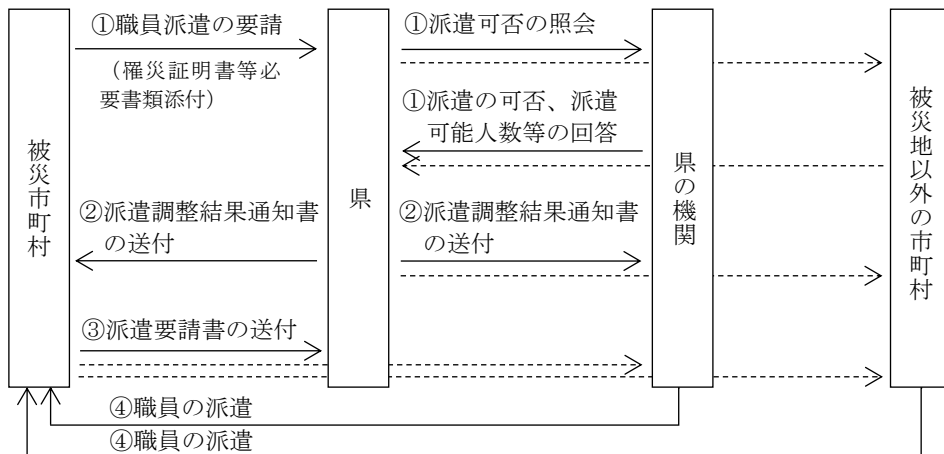 ①職員派遣の要請
（罹災証明書等必
要書類添付）
①派遣可否の照会
①派遣の可否、派遣
可能人数等の回答
被災市町村
県
県の機関
被災地以外の市町村
②派遣調整結果通知書
の送付
②派遣調整結果通知書
の送付
③派遣要請書の送付
④職員の派遣
④職員の派遣